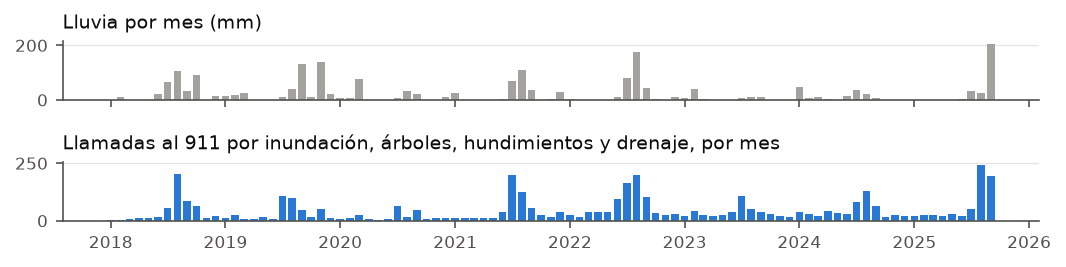 Lluvia por mes (mm)
200
0
Llamadas al 911 por inundación, árboles, hundimientos y drenaje, por mes
250
0
2018 2019 2020 2021 2022 2023 2024 2025 2026